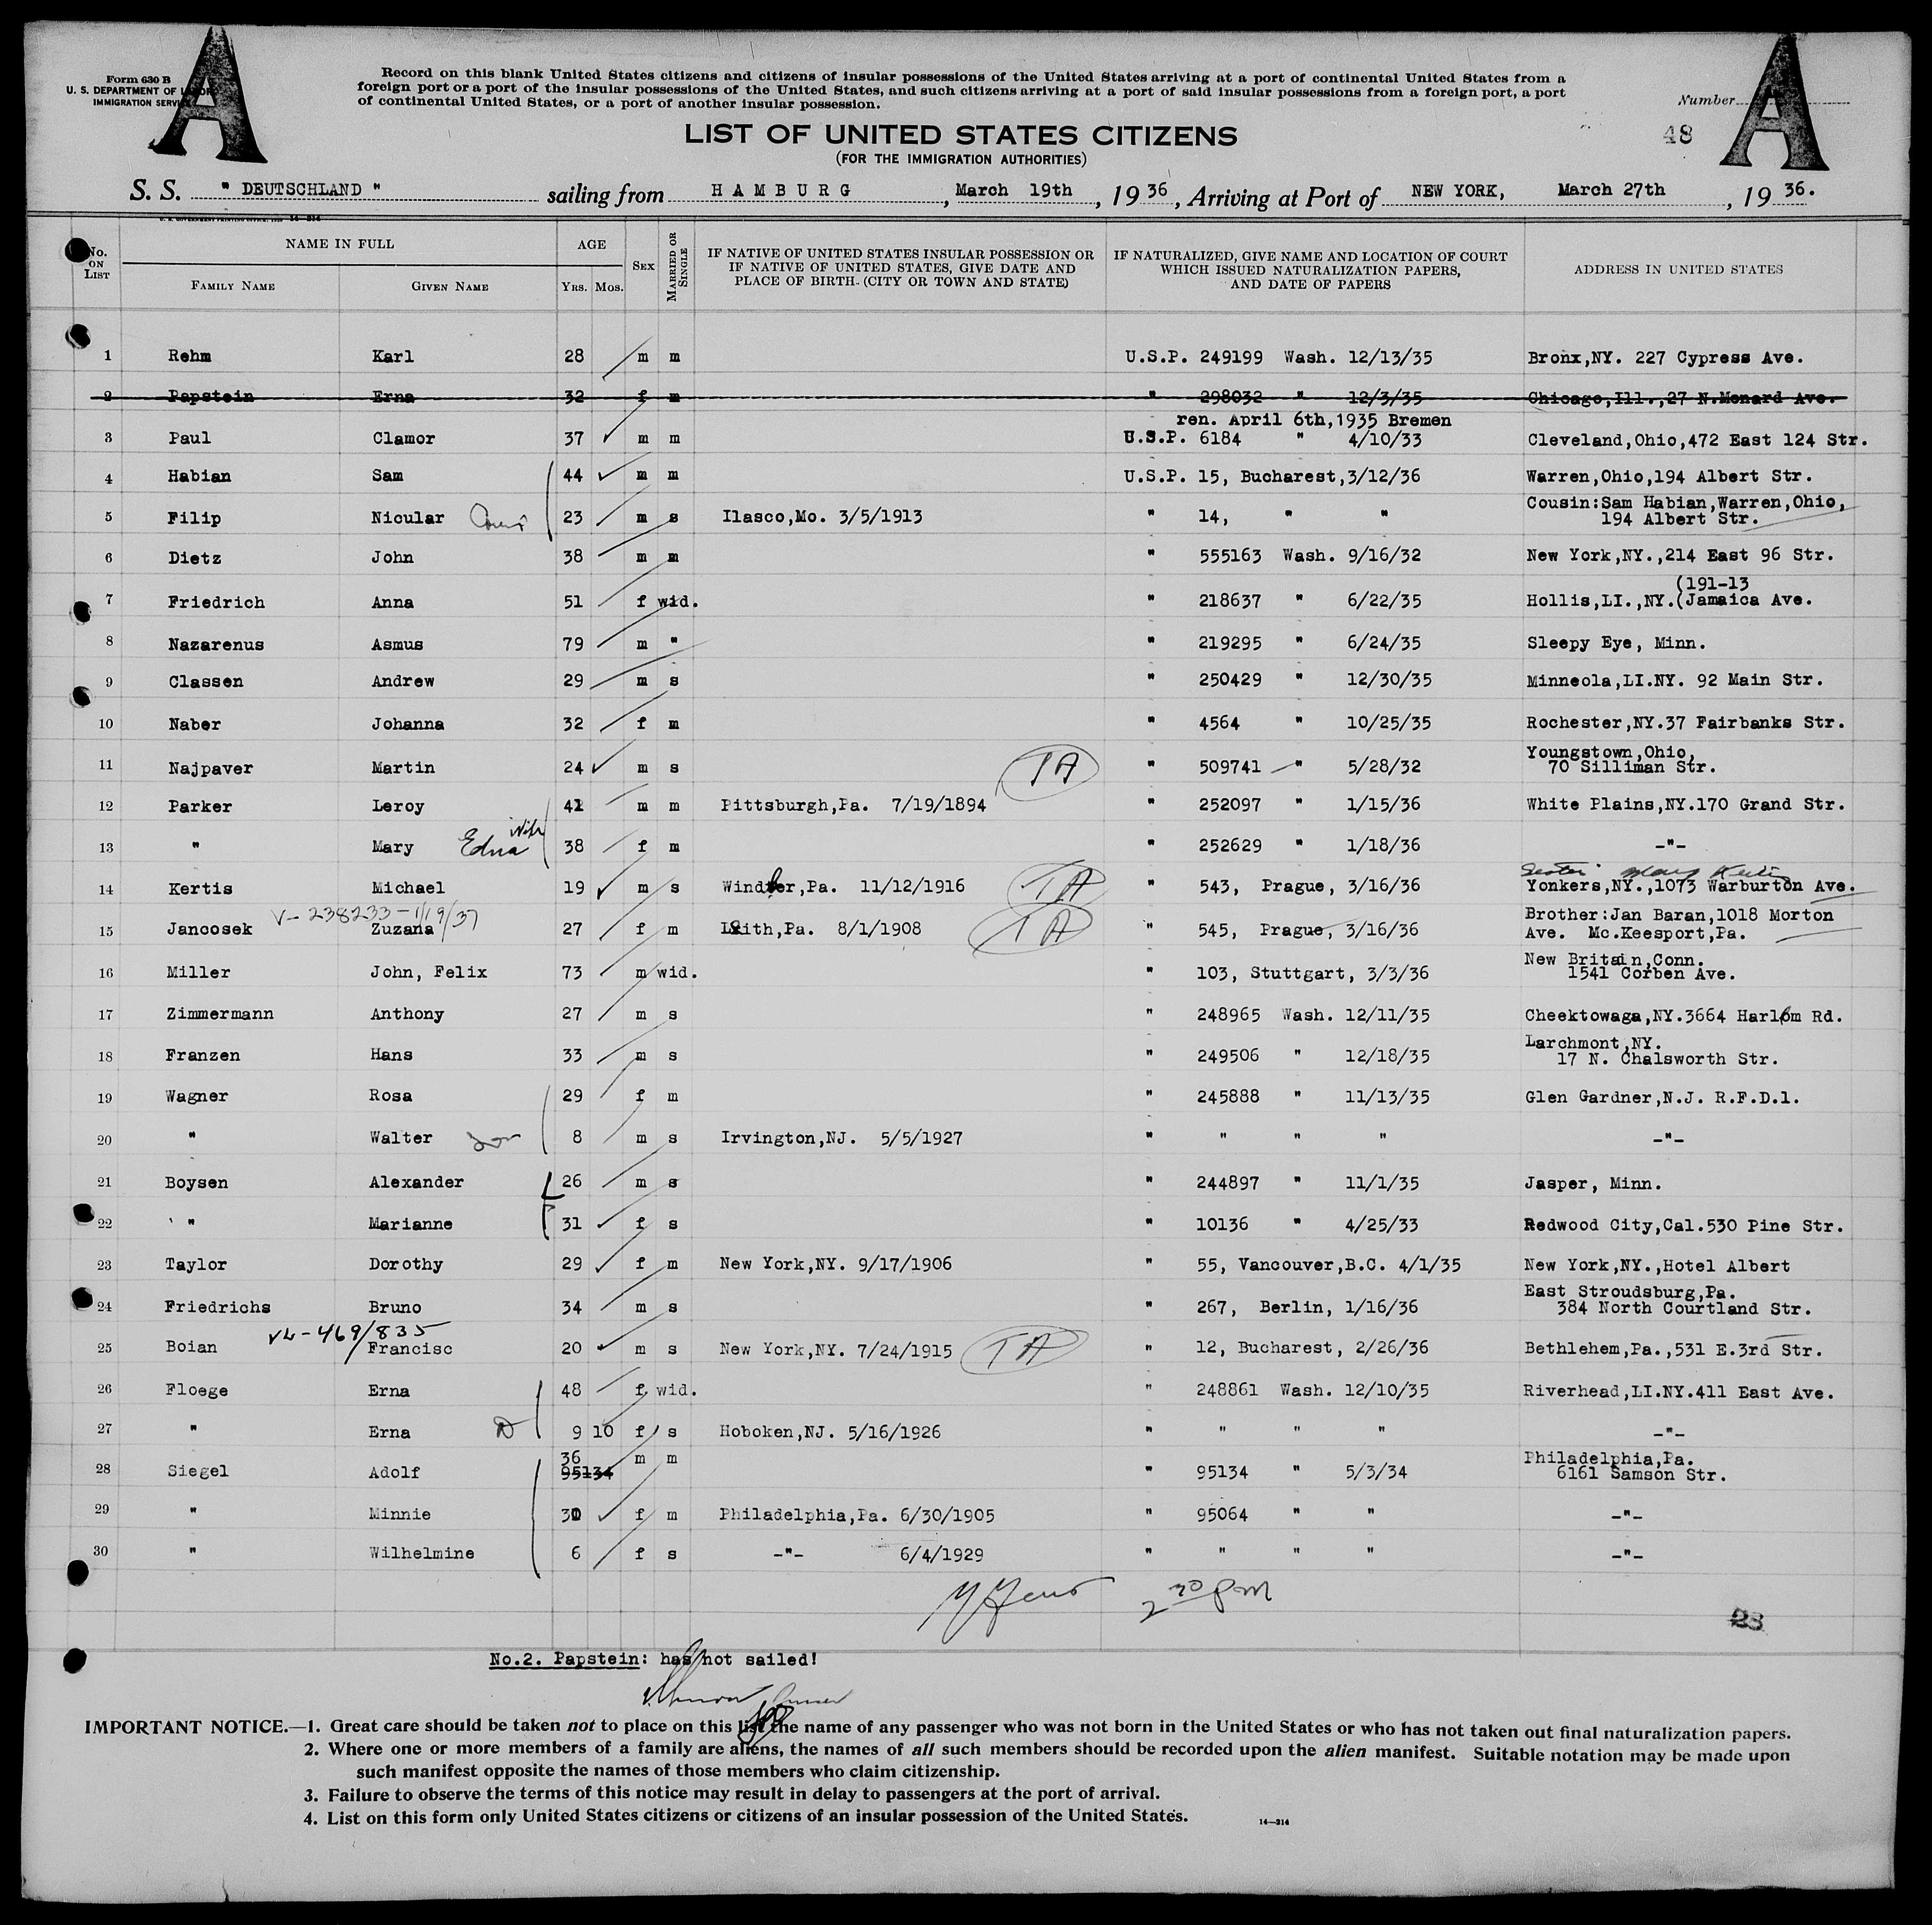 Form 630 B
U. S. DEPARTMENT OF LABOR
IMMIGRATION SERVICE
A
Record on this blank United States citizens and citizens of insular possessions of the United States arriving at a port of continental United States from a
foreign port or a port of the insular possessions of the United States, and such citizens arriving at a port of said insular possessions from a foreign port, a port
of continental United States, or a port of another insular possession.
A
Number
48
LIST OF UNITED STATES CITIZENS
(FOR THE IMMIGRATION AUTHORITIES)
S. S. " DEUTSCHLAND " sailing from HAMBURG, March 19th, 1936, Arriving at Port of NEW YORK, March 27th, 1936.
14-314
No. ON LIST
NAME IN FULL
FAMILY NAME GIVEN NAME
AGE
YRS. MOS.
SEX
MARRIED OR SINGLE
IF NATIVE OF UNITED STATES INSULAR POSSESSION OR
IF NATIVE OF UNITED STATES, GIVE DATE AND
PLACE OF BIRTH (CITY OR TOWN AND STATE)
IF NATURALIZED, GIVE NAME AND LOCATION OF COURT
WHICH ISSUED NATURALIZATION PAPERS,
AND DATE OF PAPERS
ADDRESS IN UNITED STATES
1 Rehm Karl 28 m m U.S.P. 249199 Wash. 12/13/35 Bronx,NY. 227 Cypress Ave.
2 Papstein Erna 32 f m " 298032 " 12/3/35 Chicago,Ill.,27 N.Menard Ave.
ren. April 6th,1935 Bremen
3 Paul Clamor 37 m m U.S.P. 6184 " 4/10/33 Cleveland,Ohio,472 East 124 Str.
4 Habian Sam 44 m m U.S.P. 15, Bucharest,3/12/36 Warren,Ohio,194 Albert Str.
5 Filip Nicular 23 m s Ilasco,Mo. 3/5/1913 " 14, " " Cousin:Sam Habian,Warren,Ohio,
194 Albert Str.
6 Dietz John 38 m m " 555163 Wash. 9/16/32 New York,NY.,214 East 96 Str.
(191-13
7 Friedrich Anna 51 f wid. " 218637 " 6/22/35 Hollis,LI.,NY.(Jamaica Ave.
8 Nazarenus Asmus 79 m " " 219295 " 6/24/35 Sleepy Eye, Minn.
9 Classen Andrew 29 m s " 250429 " 12/30/35 Minneola,LI.NY. 92 Main Str.
10 Naber Johanna 32 f m " 4564 " 10/25/35 Rochester,NY.37 Fairbanks Str.
11 Najpaver Martin 24 m s TA " 509741 " 5/28/32 Youngstown,Ohio,
70 Silliman Str.
12 Parker Leroy 41 m m Pittsburgh,Pa. 7/19/1894 " 252097 " 1/15/36 White Plains,NY.170 Grand Str.
13 " Mary Edna Wife 38 f m " 252629 " 1/18/36 -"-
Sister Mary
14 Kertis Michael 19 m s Windber,Pa. 11/12/1916 TA " 543, Prague, 3/16/36 Yonkers,NY.,1073 Warburton Ave.
V-238233-1/19/37
15 Jancosek Zuzana 27 f m Leith,Pa. 8/1/1908 TA " 545, Prague, 3/16/36 Brother:Jan Baran,1018 Morton
Ave. Mc.Keesport,Pa.
16 Miller John, Felix 73 m wid. " 103, Stuttgart, 3/3/36 New Britain,Conn.
1541 Corben Ave.
17 Zimmermann Anthony 27 m s " 248965 Wash. 12/11/35 Cheektowaga,NY.3664 Harlem Rd.
18 Franzen Hans 33 m s " 249506 " 12/18/35 Larchmont,NY.
17 N. Chalsworth Str.
19 Wagner Rosa 29 f m " 245888 " 11/13/35 Glen Gardner,N.J. R.F.D.1.
20 " Walter son 8 m s Irvington,NJ. 5/5/1927 " " " " -"-
21 Boysen Alexander 26 m s " 244897 " 11/1/35 Jasper, Minn.
22 " Marianne 31 f s " 10136 " 4/25/33 Redwood City,Cal.530 Pine Str.
23 Taylor Dorothy 29 f m New York,NY. 9/17/1906 " 55, Vancouver,B.C. 4/1/35 New York,NY.,Hotel Albert
24 Friedrichs Bruno 34 m s " 267, Berlin, 1/16/36 East Stroudsburg,Pa.
384 North Courtland Str.
VL-469/835
25 Boian Francisc 20 m s New York,NY. 7/24/1915 TA " 12, Bucharest, 2/26/36 Bethlehem,Pa.,531 E.3rd Str.
26 Floege Erna 48 f wid. " 248861 Wash. 12/10/35 Riverhead,LI.NY.411 East Ave.
27 " Erna D 9 10 f s Hoboken,NJ. 5/16/1926 " " " " -"-
28 Siegel Adolf 36 95134 m m " 95134 " 5/3/34 Philadelphia,Pa.
6161 Samson Str.
29 " Minnie 30 f m Philadelphia,Pa. 6/30/1905 " 95064 " " -"-
30 " Wilhelmine 6 f s -"- 6/4/1929 " " " " -"-
2 30 PM
28
No.2. Papstein: has not sailed!
IMPORTANT NOTICE.—1. Great care should be taken not to place on this list the name of any passenger who was not born in the United States or who has not taken out final naturalization papers.
2. Where one or more members of a family are aliens, the names of all such members should be recorded upon the alien manifest. Suitable notation may be made upon
such manifest opposite the names of those members who claim citizenship.
3. Failure to observe the terms of this notice may result in delay to passengers at the port of arrival.
4. List on this form only United States citizens or citizens of an insular possession of the United States.
14—314